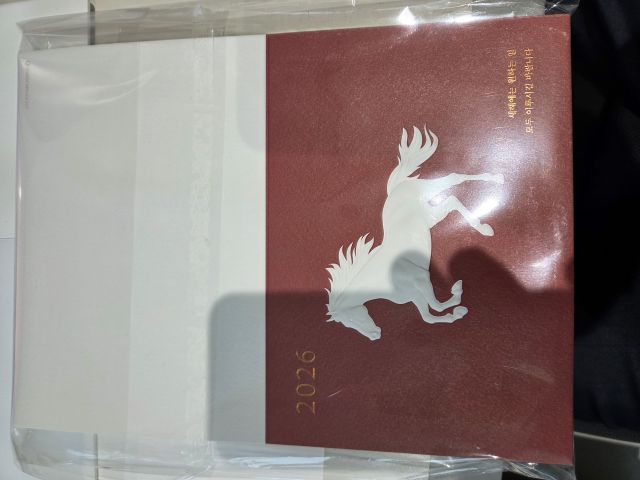 2026
새해에는 원하는 일
모두 이루시길 바랍니다